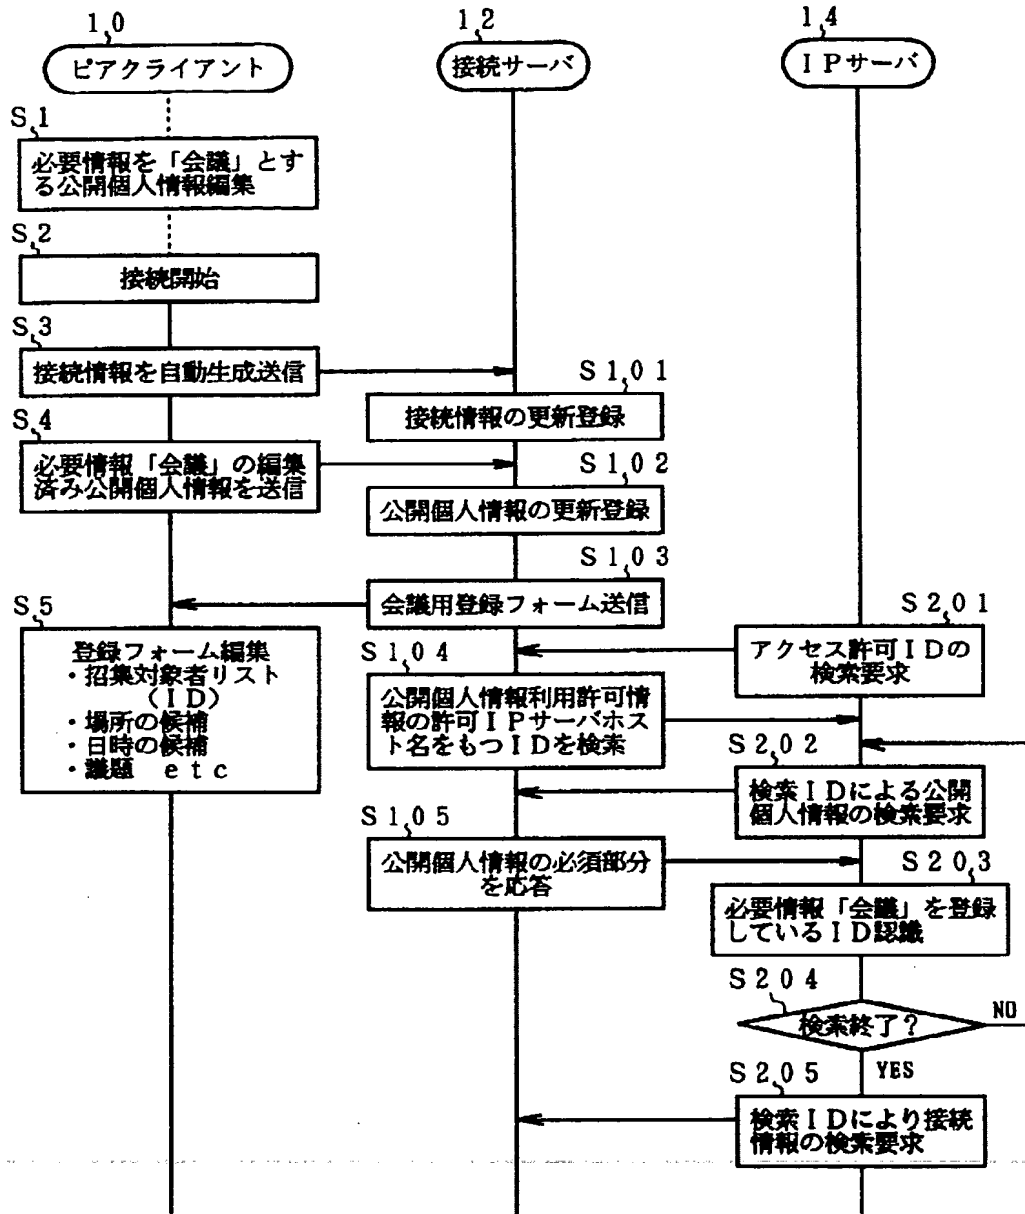 10
12
14
ピアクライアント
接続サーバ
IPサーバ
S1
必要情報を「会議」とす
る公開個人情報編集
S2
接続開始
S3
接続情報を自動生成送信
S101
接続情報の更新登録
S4
必要情報「会議」の編集
済み公開個人情報を送信
S102
公開個人情報の更新登録
S103
会議用登録フォーム送信
S5
登録フォーム編集
・招集対象者リスト
(ID)
・場所の候補
・日時の候補
・議題 etc
S201
アクセス許可IDの
検索要求
S104
公開個人情報利用許可情
報の許可IPサーバホス
ト名をもつIDを検索
S202
検索IDによる公開
個人情報の検索要求
S105
公開個人情報の必須部分
を応答
S203
必要情報「会議」を登録
しているID認識
S204
検索終了?
NO
YES
S205
検索IDにより接続
情報の検索要求